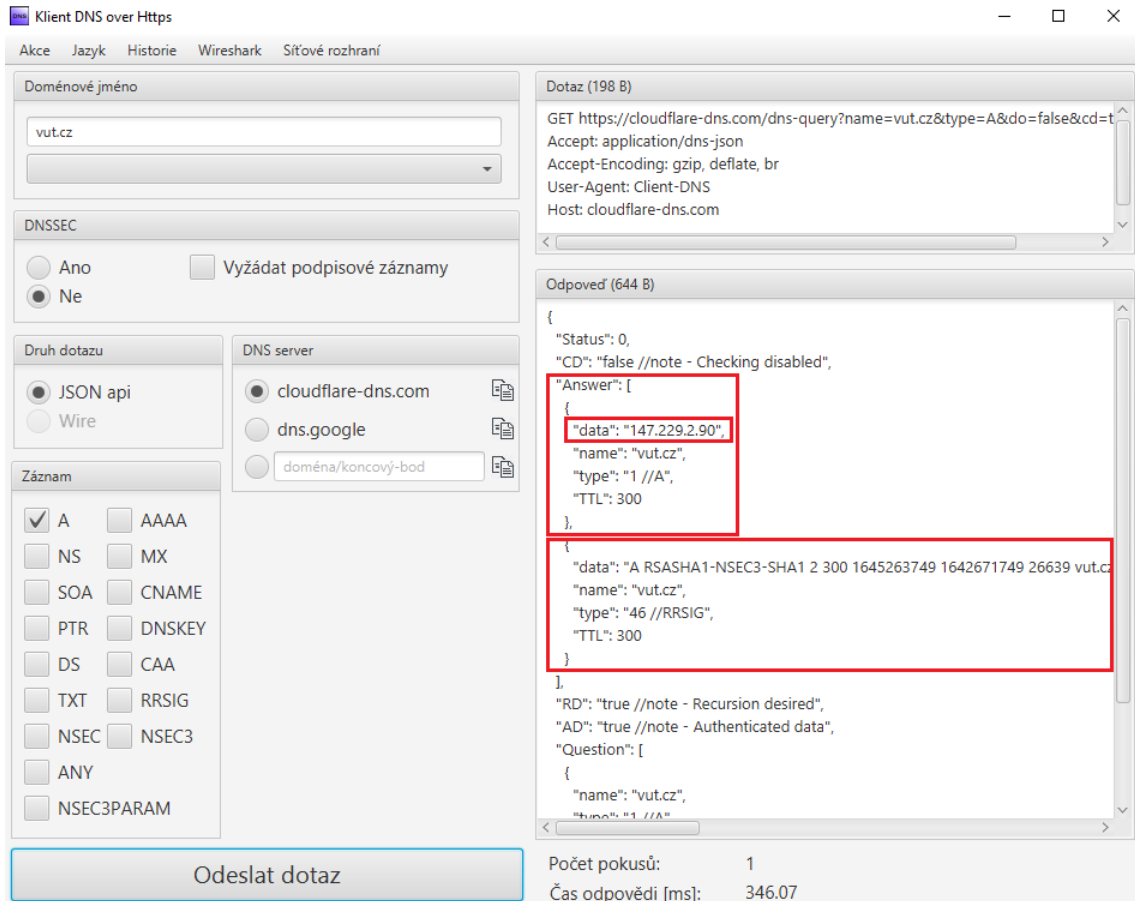 DNS Klient DNS over Https
Akce Jazyk Historie Wireshark Síťové rozhraní
Doménové jméno
vut.cz
DNSSEC
Ano
Vyžádat podpisové záznamy
Ne
Druh dotazu
JSON api
Wire
DNS server
cloudflare-dns.com
dns.google
doména/koncový-bod
Záznam
A AAAA
NS MX
SOA CNAME
PTR DNSKEY
DS CAA
TXT RRSIG
NSEC NSEC3
ANY
NSEC3PARAM
Odeslat dotaz
Dotaz (198 B)
GET https://cloudflare-dns.com/dns-query?name=vut.cz&type=A&do=false&cd=t
Accept: application/dns-json
Accept-Encoding: gzip, deflate, br
User-Agent: Client-DNS
Host: cloudflare-dns.com
Odpoveď (644 B)
{
"Status": 0,
"CD": "false //note - Checking disabled",
"Answer": [
{
"data": "147.229.2.90",
"name": "vut.cz",
"type": "1 //A",
"TTL": 300
},
{
"data": "A RSASHA1-NSEC3-SHA1 2 300 1645263749 1642671749 26639 vut.cz
"name": "vut.cz",
"type": "46 //RRSIG",
"TTL": 300
}
],
"RD": "true //note - Recursion desired",
"AD": "true //note - Authenticated data",
"Question": [
{
"name": "vut.cz",
"type": "1 //A"
Počet pokusů: 1
Čas odpovědi [ms]: 346.07